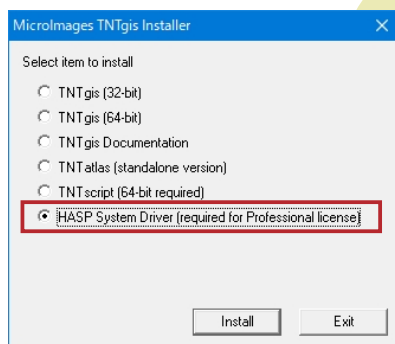 MicroImages TNTgis Installer
Select item to install
TNTgis (32-bit)
TNTgis (64-bit)
TNTgis Documentation
TNTatlas (standalone version)
TNTscript (64-bit required)
HASP System Driver (required for Professional license)
Install Exit